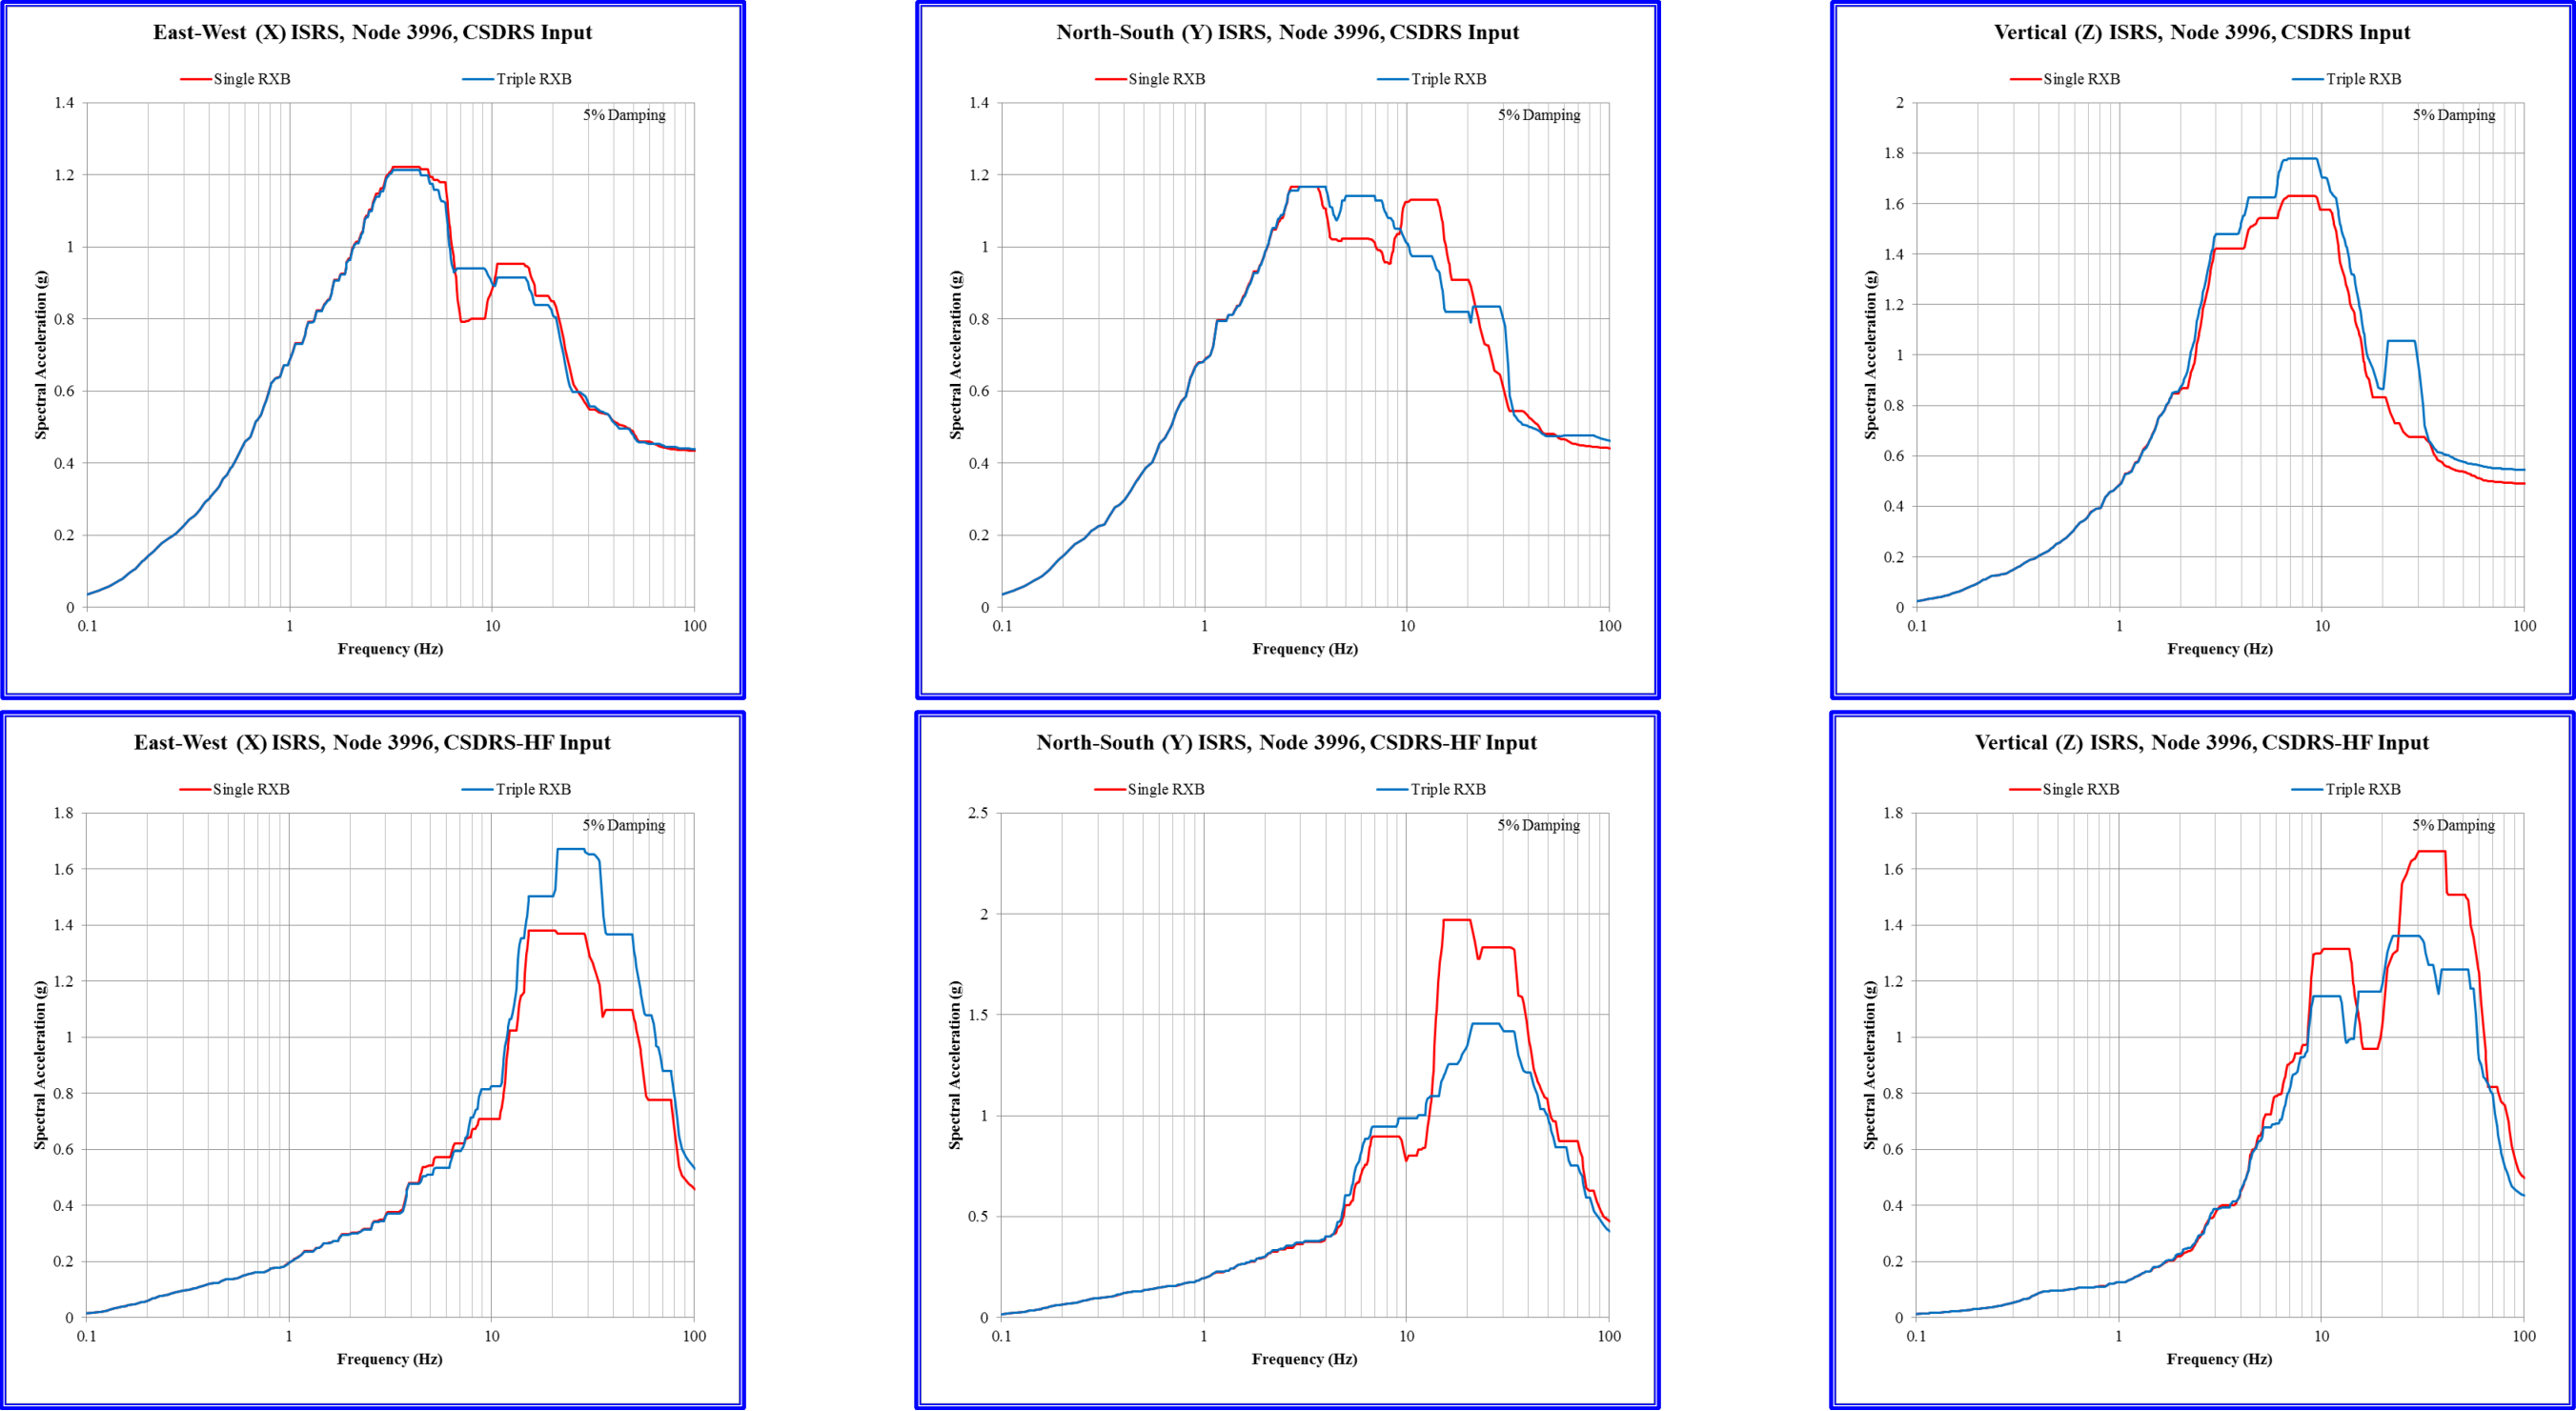 East-West (X) ISRS, Node 3996, CSDRS Input
Single RXB
Triple RXB
5% Damping
1.4
1.2
1
0.8
0.6
0.4
0.2
0
Spectral Acceleration (g)
0.1
1
10
100
Frequency (Hz)
North-South (Y) ISRS, Node 3996, CSDRS Input
Single RXB
Triple RXB
5% Damping
1.4
1.2
1
0.8
0.6
0.4
0.2
0
Spectral Acceleration (g)
0.1
1
10
100
Frequency (Hz)
Vertical (Z) ISRS, Node 3996, CSDRS Input
Single RXB
Triple RXB
5% Damping
2
1.8
1.6
1.4
1.2
1
0.8
0.6
0.4
0.2
0
Spectral Acceleration (g)
0.1
1
10
100
Frequency (Hz)
East-West (X) ISRS, Node 3996, CSDRS-HF Input
Single RXB
Triple RXB
5% Damping
1.8
1.6
1.4
1.2
1
0.8
0.6
0.4
0.2
0
Spectral Acceleration (g)
0.1
1
10
100
Frequency (Hz)
North-South (Y) ISRS, Node 3996, CSDRS-HF Input
Single RXB
Triple RXB
5% Damping
2.5
2
1.5
1
0.5
0
Spectral Acceleration (g)
0.1
1
10
100
Frequency (Hz)
Vertical (Z) ISRS, Node 3996, CSDRS-HF Input
Single RXB
Triple RXB
5% Damping
1.8
1.6
1.4
1.2
1
0.8
0.6
0.4
0.2
0
Spectral Acceleration (g)
0.1
1
10
100
Frequency (Hz)